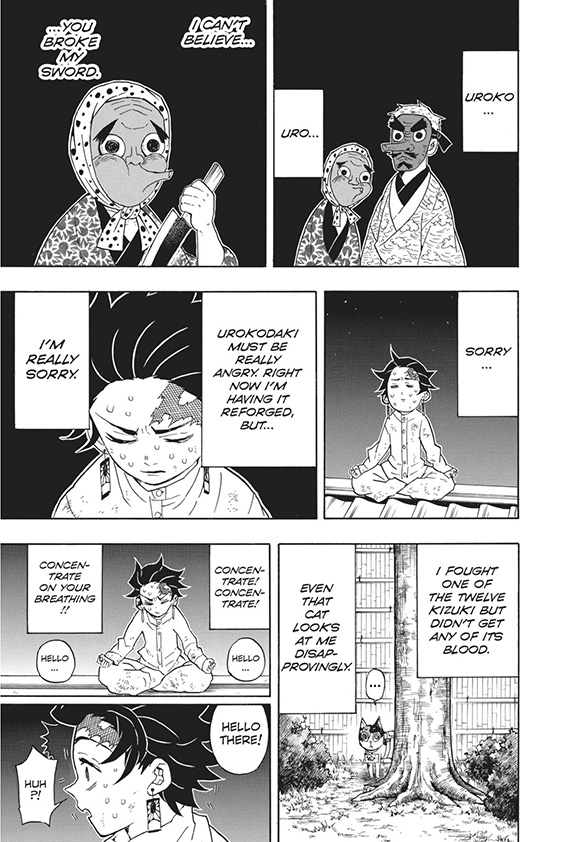 UROKO
...
URO...
I CAN'T
BELIEVE...
...YOU
BROKE
MY
SWORD.
SORRY
...
UROKODAKI
MUST BE
REALLY
ANGRY. RIGHT
NOW I'M
HAVING IT
REFORGED,
BUT...
I'M
REALLY
SORRY.
I FOUGHT
ONE OF
THE TWELVE
KIZUKI BUT
DIDN'T GET
ANY OF ITS
BLOOD.
EVEN
THAT
CAT
LOOKS
AT ME
DISAP-
PROVINGLY.
...
CONCEN-
TRATE!
CONCEN-
TRATE!
CONCEN-
TRATE
ON YOUR
BREATHING
!!
HELLO
...
HELLO
...
HELLO
THERE!
HUH
?!